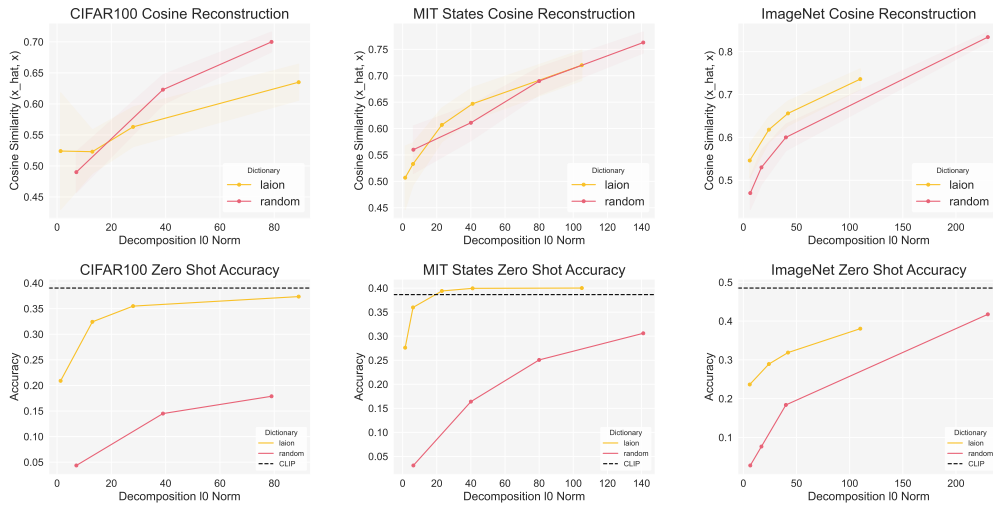 CIFAR100 Cosine Reconstruction
Cosine Similarity (x_hat, x)
0.70
0.65
0.60
0.55
0.50
0.45
0 20 40 60 80
Decomposition l0 Norm
Dictionary
laion
random
MIT States Cosine Reconstruction
Cosine Similarity (x_hat, x)
0.75
0.70
0.65
0.60
0.55
0.50
0.45
0 20 40 60 80 100 120 140
Decomposition l0 Norm
Dictionary
laion
random
ImageNet Cosine Reconstruction
Cosine Similarity (x_hat, x)
0.8
0.7
0.6
0.5
0 50 100 150 200
Decomposition l0 Norm
Dictionary
laion
random
CIFAR100 Zero Shot Accuracy
Accuracy
0.40
0.35
0.30
0.25
0.20
0.15
0.10
0.05
0 20 40 60 80
Decomposition l0 Norm
Dictionary
laion
random
CLIP
MIT States Zero Shot Accuracy
Accuracy
0.40
0.35
0.30
0.25
0.20
0.15
0.10
0.05
0 20 40 60 80 100 120 140
Decomposition l0 Norm
Dictionary
laion
random
CLIP
ImageNet Zero Shot Accuracy
Accuracy
0.5
0.4
0.3
0.2
0.1
0 50 100 150 200
Decomposition l0 Norm
Dictionary
laion
random
CLIP